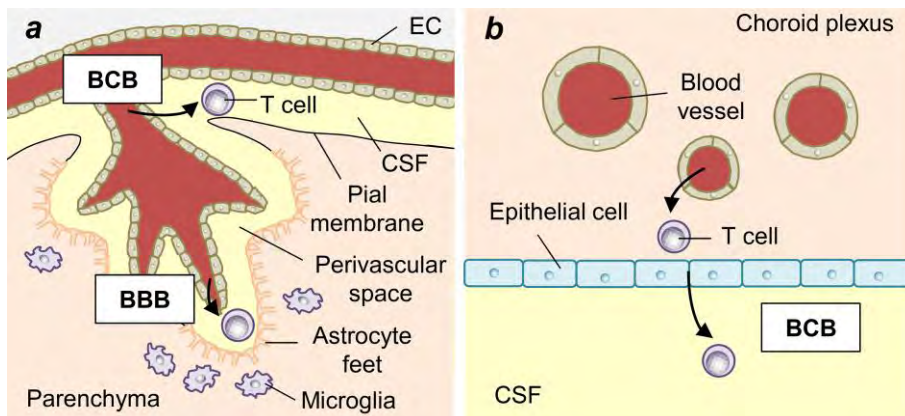 a
EC
BCB
T cell
CSF
Pial
membrane
Perivascular
space
BBB
Astrocyte
feet
Microglia
Parenchyma
b
Choroid plexus
Blood
vessel
Epithelial cell
T cell
BCB
CSF